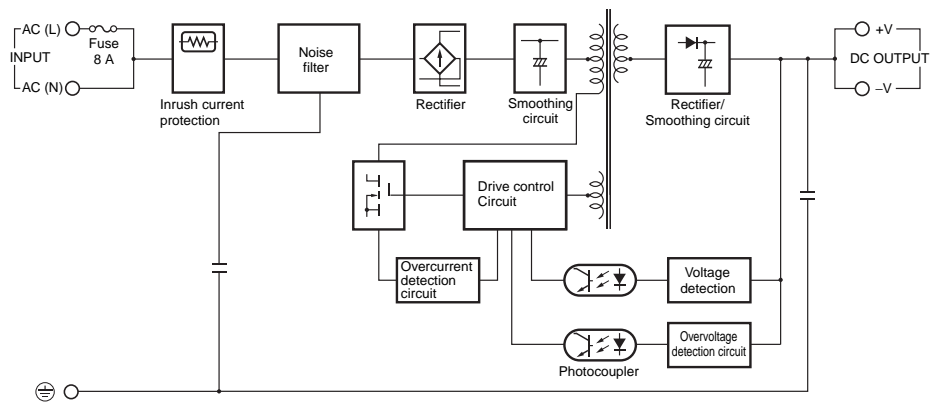 AC (L)
Fuse
8 A
INPUT
AC (N)
Inrush current
protection
Noise
filter
Rectifier
Smoothing
circuit
Rectifier/
Smoothing circuit
+V
DC OUTPUT
–V
Drive control
Circuit
Overcurrent
detection
circuit
Voltage
detection
Overvoltage
detection circuit
Photocoupler